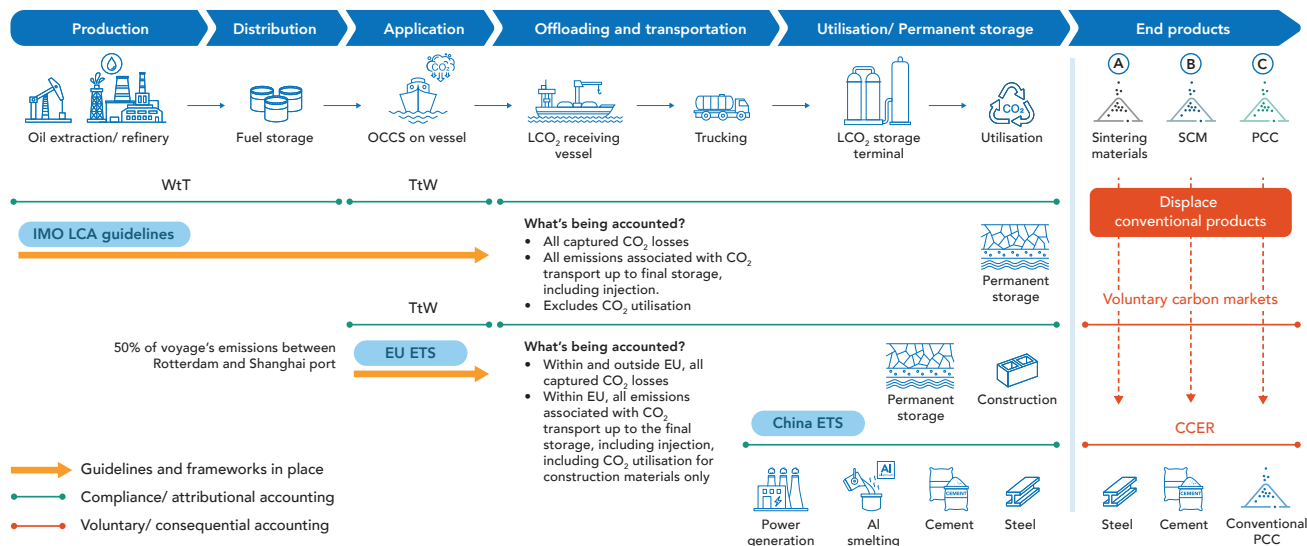 Production
Distribution
Application
Offloading and transportation
Utilisation/ Permanent storage
End products
A
B
C
CO₂
CO₂
Oil extraction/ refinery
Fuel storage
OCCS on vessel
LCO₂ receiving
vessel
Trucking
LCO₂ storage
terminal
Utilisation
Sintering
materials
SCM
PCC
WtT
TtW
Displace
conventional products
IMO LCA guidelines
What's being accounted?
• All captured CO₂ losses
• All emissions associated with CO₂
transport up to final storage,
including injection.
• Excludes CO₂ utilisation
Permanent
storage
Voluntary carbon markets
TtW
50% of voyage's emissions between
Rotterdam and Shanghai port
EU ETS
What's being accounted?
• Within and outside EU, all
captured CO₂ losses
• Within EU, all emissions
associated with CO₂
transport up to the final
storage, including injection,
including CO₂ utilisation for
construction materials only
Permanent
storage
Construction
China ETS
CCER
Guidelines and frameworks in place
Compliance/ attributional accounting
Voluntary/ consequential accounting
Al
CEMENT
CEMENT
CEMENT
CEMENT
Power
generation
Al
smelting
Cement
Steel
Steel
Cement
Conventional
PCC